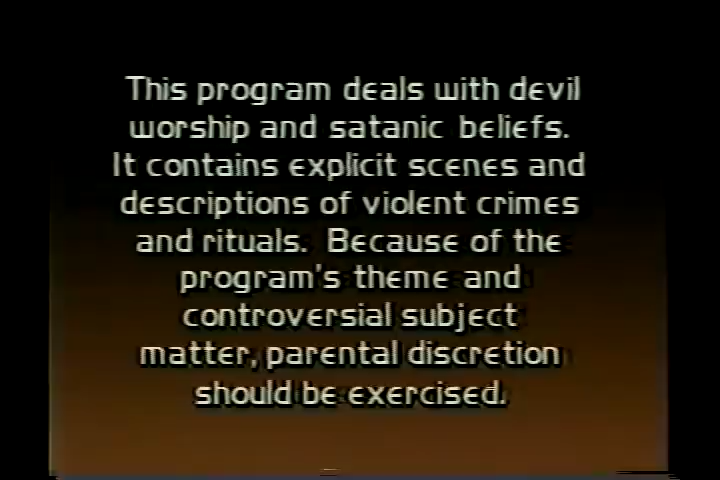 This program deals with devil
worship and satanic beliefs.
It contains explicit scenes and
descriptions of violent crimes
and rituals. Because of the
program's theme and
controversial subject
matter, parental discretion
should be exercised.